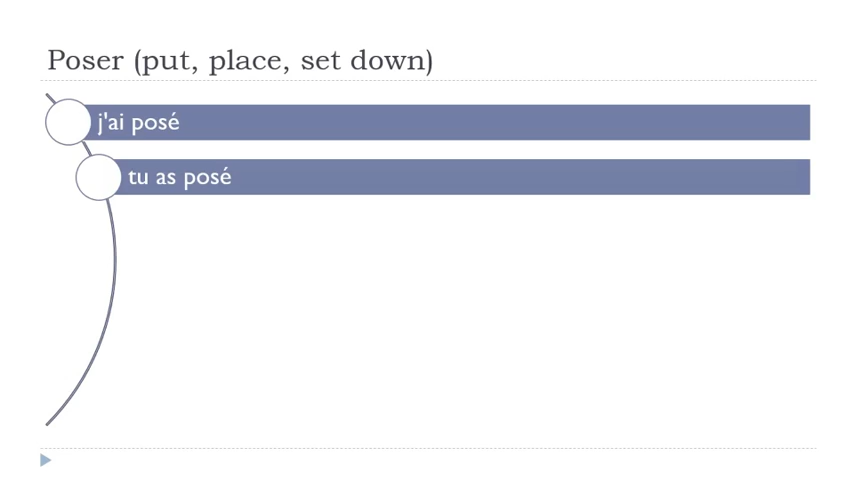 Poser (put, place, set down)
j'ai posé
tu as posé